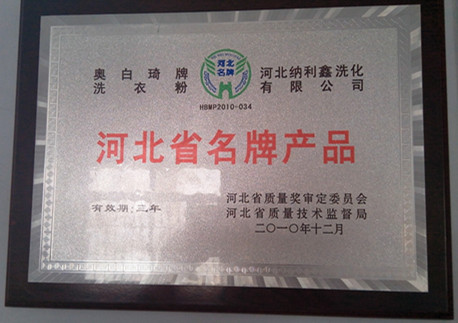 奥白琦牌
洗衣粉
河北
名牌
HBMP2010-034
河北纳利鑫洗化
有限公司
河北省名牌产品
有效期:三年
河北省质量奖审定委员会
河北省质量技术监督局
二〇一〇年十二月